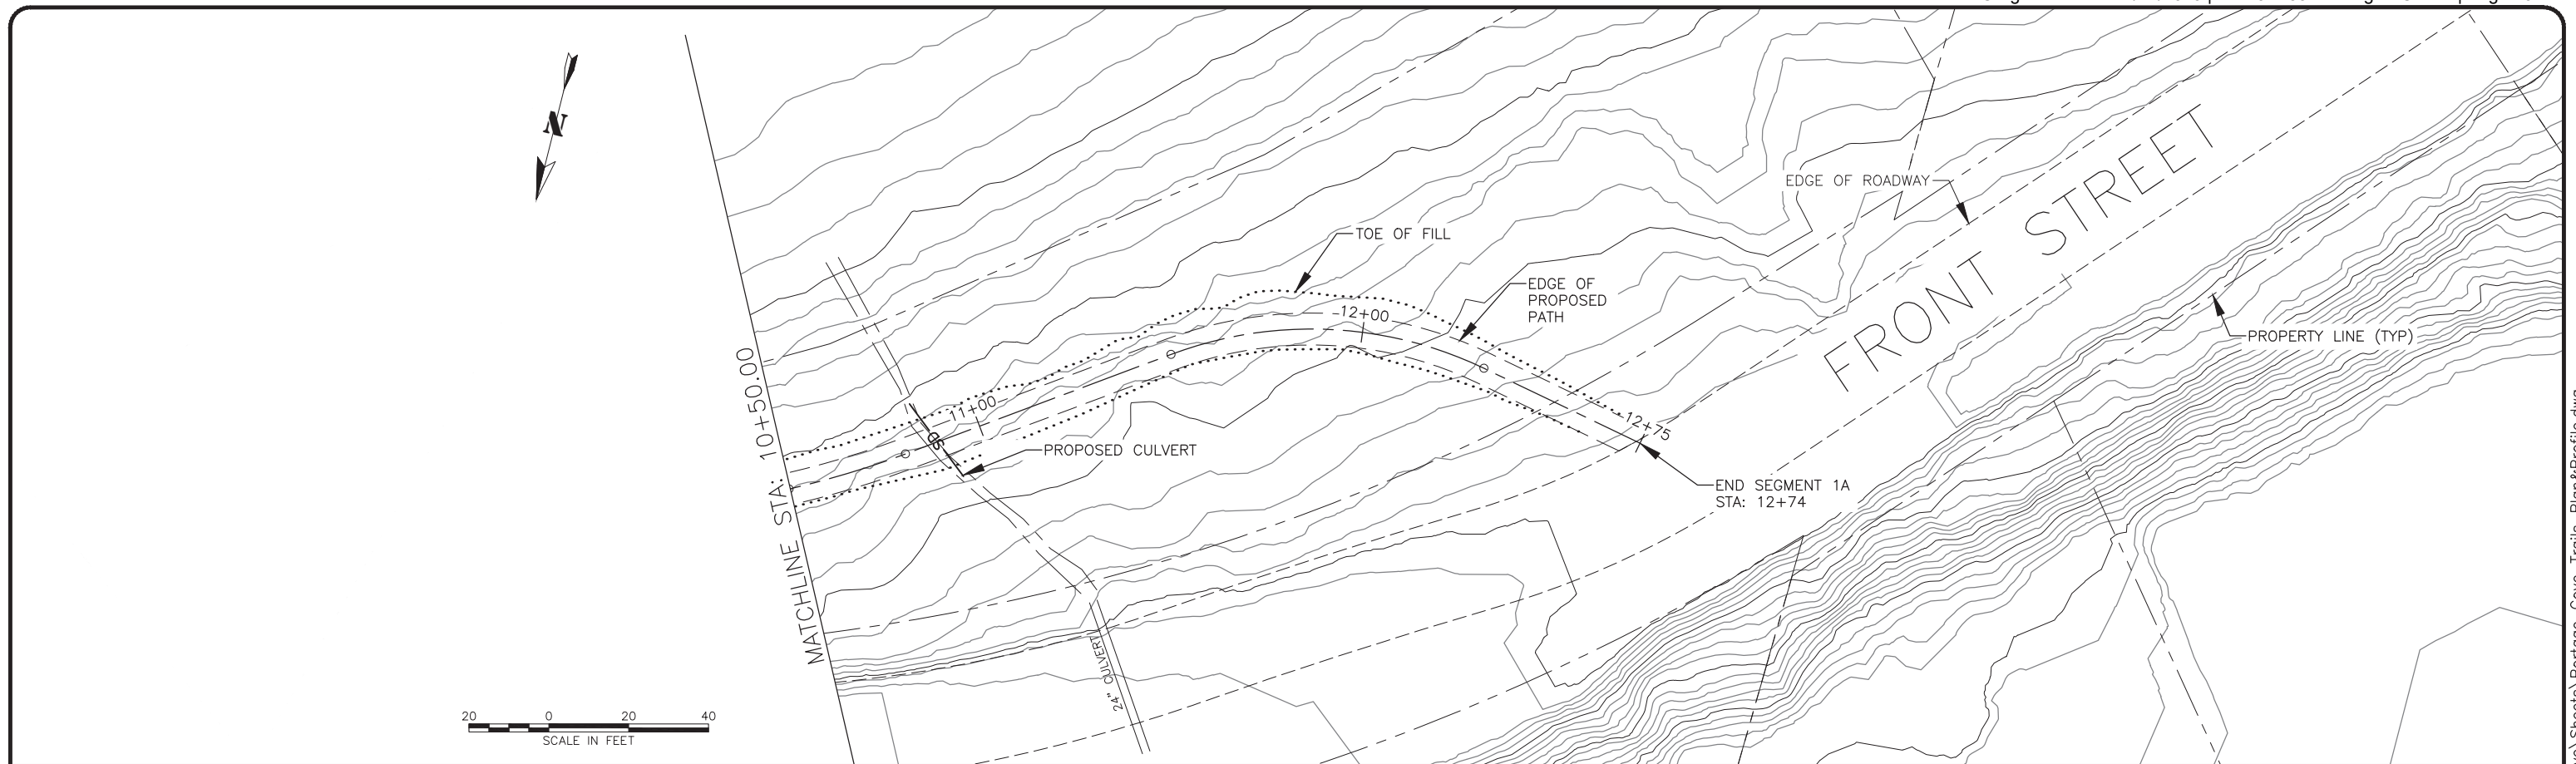 N
TOE OF FILL
EDGE OF
PROPOSED
PATH
EDGE OF ROADWAY
FRONT STREET
PROPERTY LINE (TYP)
MATCHLINE STA: 10+50.00
11+00
12+00
12+75
SD
PROPOSED CULVERT
END SEGMENT 1A
STA: 12+74
24" CULVERT
20 0 20 40
SCALE IN FEET